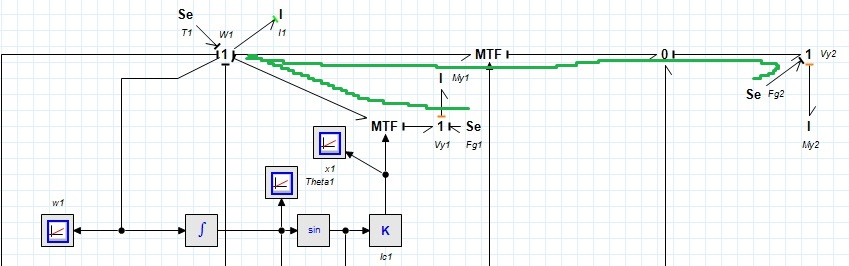 Se I
T1 W1 I1
1 MTF 0 1 Vy2
I My1
Se Fg2
MTF 1 Se I
Vy1 Fg1 My2
x1
Theta1
w1
∫ sin K
Ic1